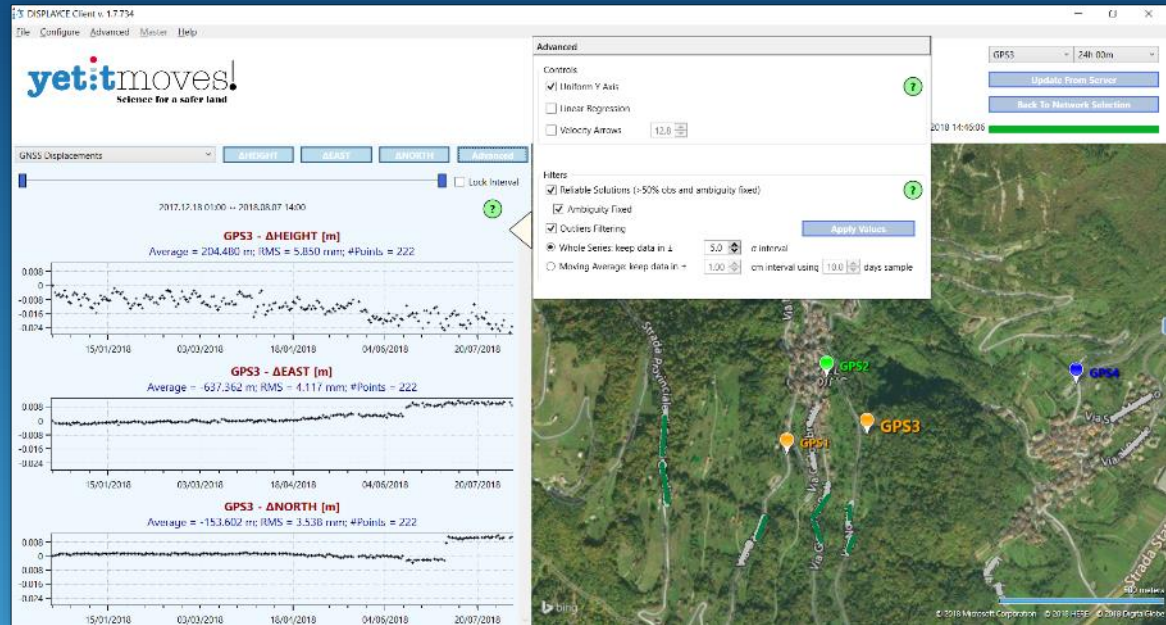 DISPLAYCE Client v. 1.7.734
File Configure Advanced Master Help
yetitmoves!
Science for a safer land
GNSS Displacements
ΔHEIGHT
ΔEAST
ΔNORTH
Advanced
Lock Interval
2017.12.18 01:00 -- 2018.08.07 14:00
?
GPS3 - ΔHEIGHT [m]
Average = 204.480 m; RMS = 5.850 mm; #Points = 222
0.008
0
-0.008
-0.016
-0.024
15/01/2018 03/03/2018 18/04/2018 04/06/2018 20/07/2018
GPS3 - ΔEAST [m]
Average = -637.362 m; RMS = 4.117 mm; #Points = 222
0.008
0
-0.008
-0.016
-0.024
15/01/2018 03/03/2018 18/04/2018 04/06/2018 20/07/2018
GPS3 - ΔNORTH [m]
Average = -153.602 m; RMS = 3.538 mm; #Points = 222
0.008
0
-0.008
-0.016
-0.024
15/01/2018 03/03/2018 18/04/2018 04/06/2018 20/07/2018
Advanced
Controls
Uniform Y Axis
?
Linear Regression
Velocity Arrows 12.8
Filters
Reliable Solutions (>50% obs and ambiguity fixed)
?
Ambiguity Fixed
Outliers Filtering
Apply Values
Whole Series: keep data in ± 5.0 σ interval
Moving Average: keep data in ± 1.00 cm interval using 10.0 days sample
GPS3
24h 00m
Update From Server
Back To Network Selection
2018 14:46:06
Strada Provinciale
GPS2
GPS4
GPS1
GPS3
Via
Via
Strada Sta
500 meters
bing
© 2018 Microsoft Corporation © 2018 HERE © 2018 Digital Globe